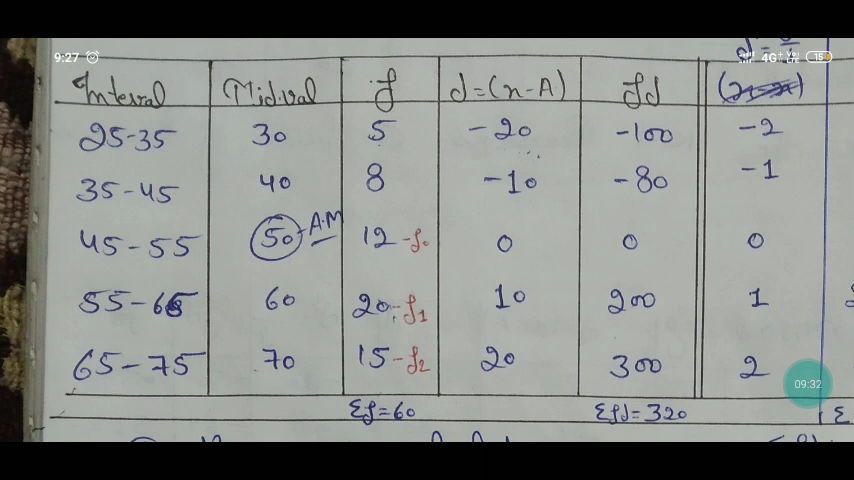 9:27 4G+ 15
d =
Interval Mid.val f d=(x-A) fd
25-35 30 5 -20 -100 -2
35-45 40 8 -10 -80 -1
45-55 50 A.M 12 -f₀ 0 0 0
55-65 60 20 -f₁ 10 200 1
65-75 70 15 -f₂ 20 300 2
09:32
Σf=60 Σfd=320 Σ